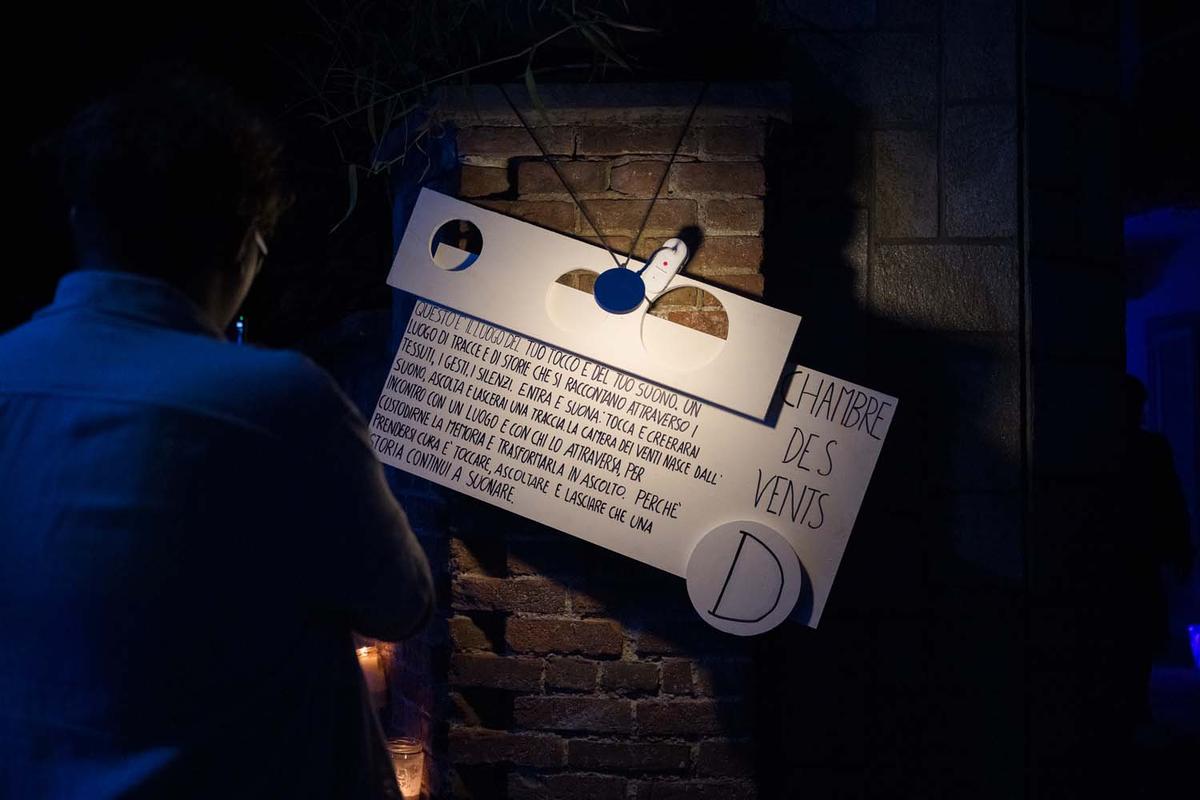 QUESTO E' IL LUOGO DEL TUO TOCCO E DEL TUO SUONO, UN
LUOGO DI TRACCE E DI STORIE CHE SI RACCONTANO ATTRAVERSO I
TESSUTI, I GESTI, I SILENZI. ENTRA E SUONA. TOCCA E CREERAI
SUONO, ASCOLTA E LASCERAI UNA TRACCIA. LA CAMERA DEI VENTI NASCE DALL'
INCONTRO CON UN LUOGO E CON CHI LO ATTRAVERSA, PER
CUSTODIRNE LA MEMORIA E TRASFORMARLA IN ASCOLTO. PERCHE'
PRENDERSI CURA E' TOCCARE, ASCOLTARE E LASCIARE CHE UNA
STORIA CONTINUI A SUONARE.
CHAMBRE
DES
VENTS
D